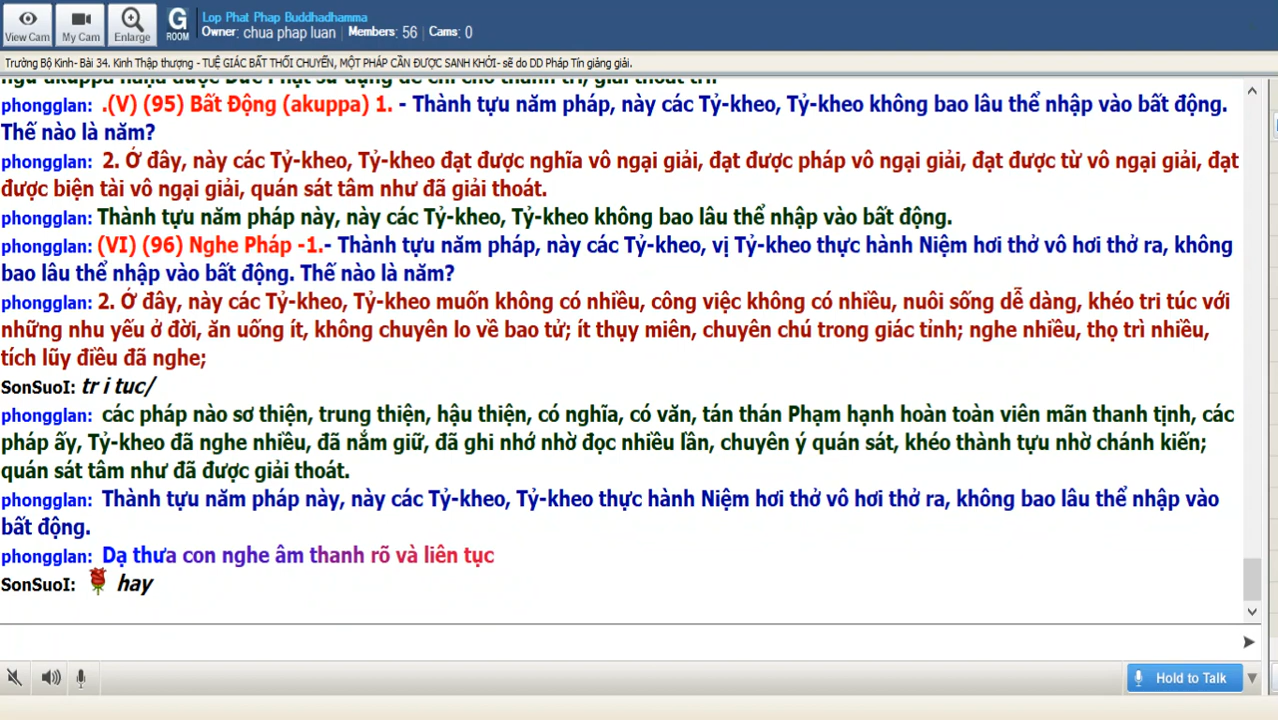 View Cam
My Cam
Enlarge
G
ROOM
Lop Phat Phap Buddhadhamma
Owner: chua phap luan | Members: 56 | Cams: 0
Trường Bộ Kinh- Bài 34. Kinh Thập thượng - TUỆ GIÁC BẤT THỐI CHUYỂN, MỘT PHÁP CẦN ĐƯỢC SANH KHỞI- sẽ do DD Pháp Tín giảng giải.
phongglan: .(V) (95) Bất Động (akuppa) 1. - Thành tựu năm pháp, này các Tỷ-kheo, Tỷ-kheo không bao lâu thể nhập vào bất động.
Thế nào là năm?
phongglan: 2. Ở đây, này các Tỷ-kheo, Tỷ-kheo đạt được nghĩa vô ngại giải, đạt được pháp vô ngại giải, đạt được từ vô ngại giải, đạt
được biện tài vô ngại giải, quán sát tâm như đã giải thoát.
phongglan: Thành tựu năm pháp này, này các Tỷ-kheo, Tỷ-kheo không bao lâu thể nhập vào bất động.
phongglan: (VI) (96) Nghe Pháp -1.- Thành tựu năm pháp, này các Tỷ-kheo, vị Tỷ-kheo thực hành Niệm hơi thở vô hơi thở ra, không
bao lâu thể nhập vào bất động. Thế nào là năm?
phongglan: 2. Ở đây, này các Tỷ-kheo, Tỷ-kheo muốn không có nhiều, công việc không có nhiều, nuôi sống dễ dàng, khéo tri túc với
những nhu yếu ở đời, ăn uống ít, không chuyên lo về bao tử; ít thụy miên, chuyên chú trong giác tỉnh; nghe nhiều, thọ trì nhiều,
tích lũy điều đã nghe;
SonSuoI: tr i tuc/
phongglan: các pháp nào sơ thiện, trung thiện, hậu thiện, có nghĩa, có văn, tán thán Phạm hạnh hoàn toàn viên mãn thanh tịnh, các
pháp ấy, Tỷ-kheo đã nghe nhiều, đã nắm giữ, đã ghi nhớ nhờ đọc nhiều lần, chuyên ý quán sát, khéo thành tựu nhờ chánh kiến;
quán sát tâm như đã được giải thoát.
phongglan: Thành tựu năm pháp này, này các Tỷ-kheo, Tỷ-kheo thực hành Niệm hơi thở vô hơi thở ra, không bao lâu thể nhập vào
bất động.
phongglan: Dạ thưa con nghe âm thanh rõ và liên tục
SonSuoI: hay
Hold to Talk